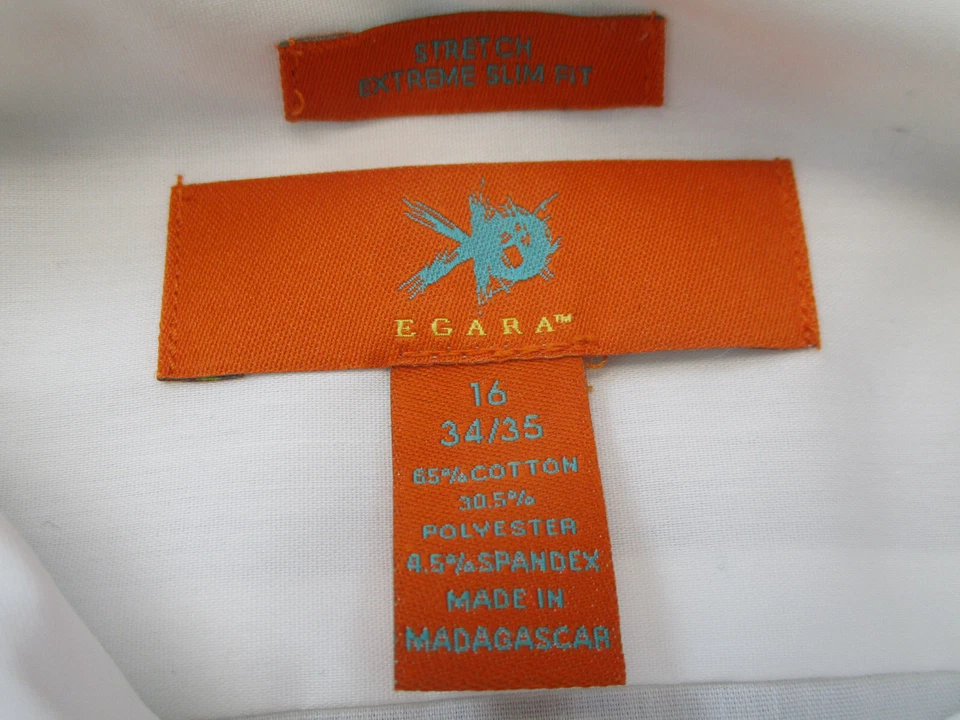 STRETCH
EXTREME SLIM FIT
EGARA™
16
34/35
65% COTTON
30.5%
POLYESTER
4.5% SPANDEX
MADE IN
MADAGASCAR